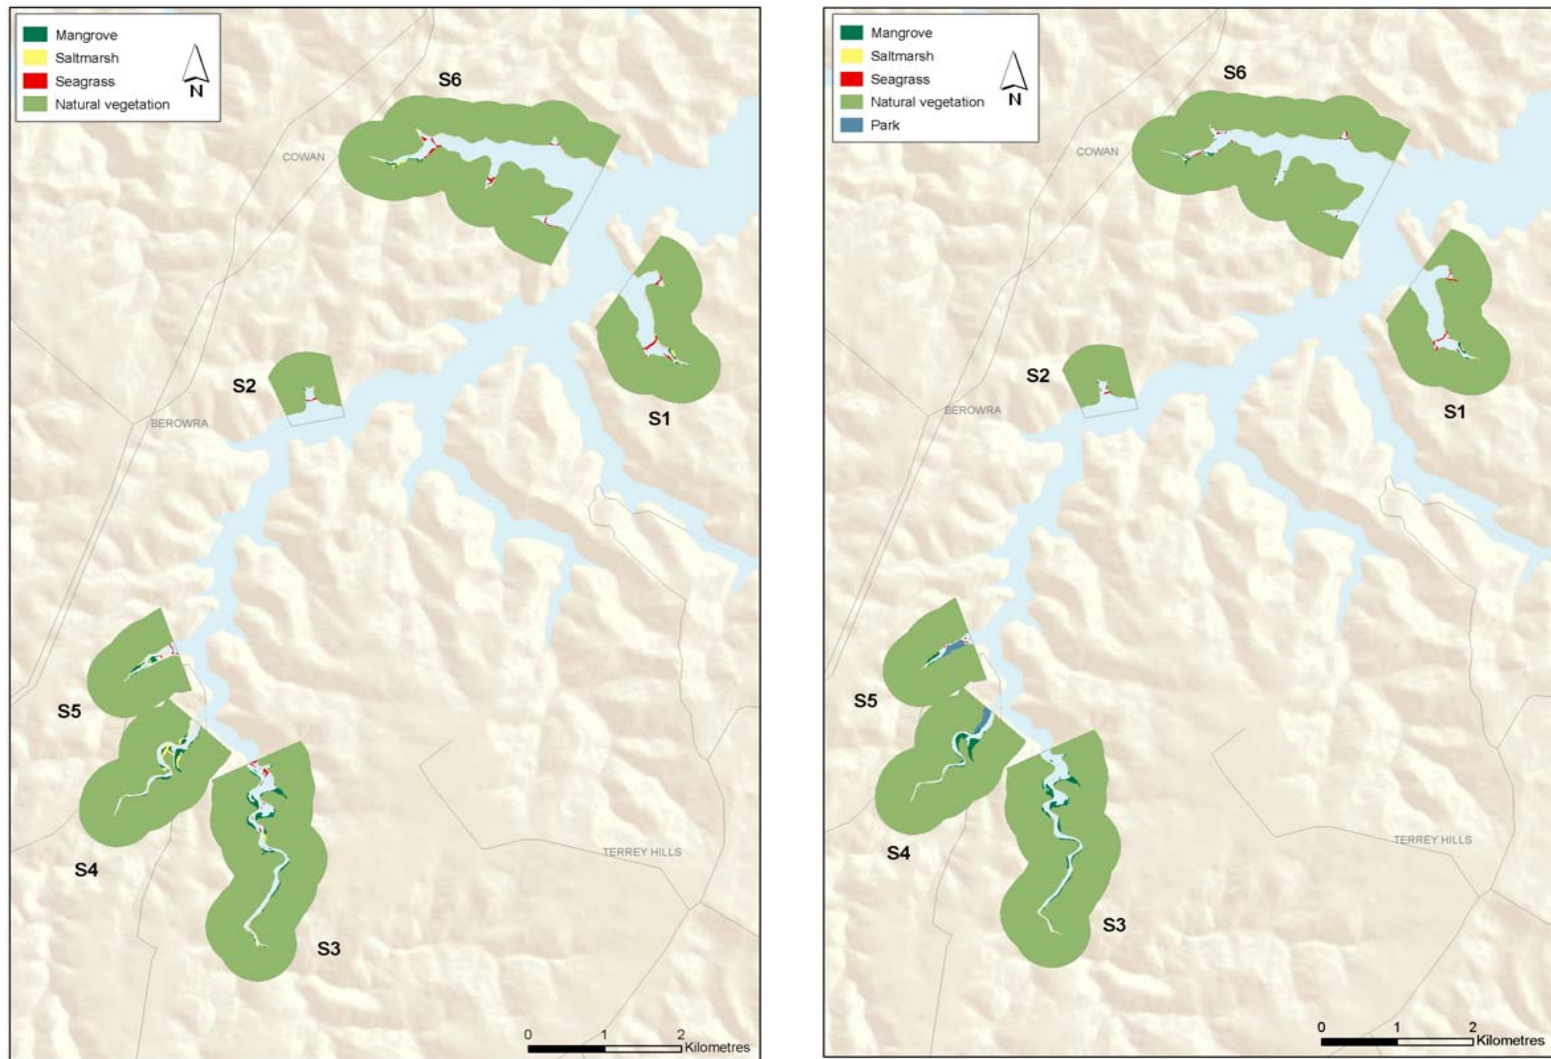 Mangrove
Saltmarsh
Seagrass
Natural vegetation
N
S6
COWAN
S2
BEROWRA
S1
S5
S4
TERREY HILLS
S3
0 1 2
Kilometres
Mangrove
Saltmarsh
Seagrass
Natural vegetation
Park
N
S6
COWAN
S2
BEROWRA
S1
S5
S4
TERREY HILLS
S3
0 1 2
Kilometres